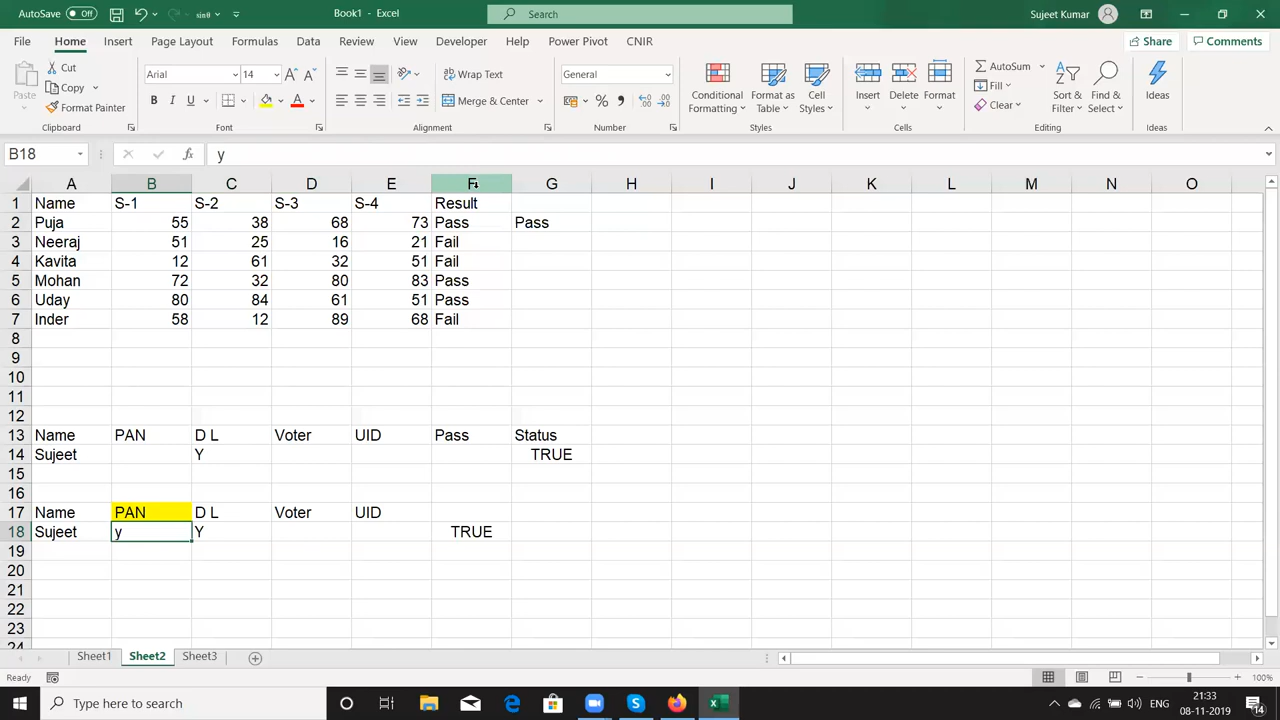 AutoSave Off sin() Book1 - Excel Search Sujeet Kumar
File Home Insert Page Layout Formulas Data Review View Developer Help Power Pivot CNIR Share Comments
Paste Cut Copy Format Painter Clipboard
Arial 14 A A B I U A Font
Wrap Text Merge & Center Alignment
General % , Number
Conditional Formatting Format as Table Cell Styles Styles
Insert Delete Format Cells
AutoSum Fill Clear Sort & Filter Find & Select Editing
Ideas Ideas
B18 fx y
A B C D E F G H I J K L M N O
1 Name S-1 S-2 S-3 S-4 Result
2 Puja 55 38 68 73 Pass Pass
3 Neeraj 51 25 16 21 Fail
4 Kavita 12 61 32 51 Fail
5 Mohan 72 32 80 83 Pass
6 Uday 80 84 61 51 Pass
7 Inder 58 12 89 68 Fail
8
9
10
11
12
13 Name PAN D L Voter UID Pass Status
14 Sujeet Y TRUE
15
16
17 Name PAN D L Voter UID
18 Sujeet y Y TRUE
19
20
21
22
23
24
Sheet1 Sheet2 Sheet3
Ready 100%
Type here to search ENG 21:33
08-11-2019